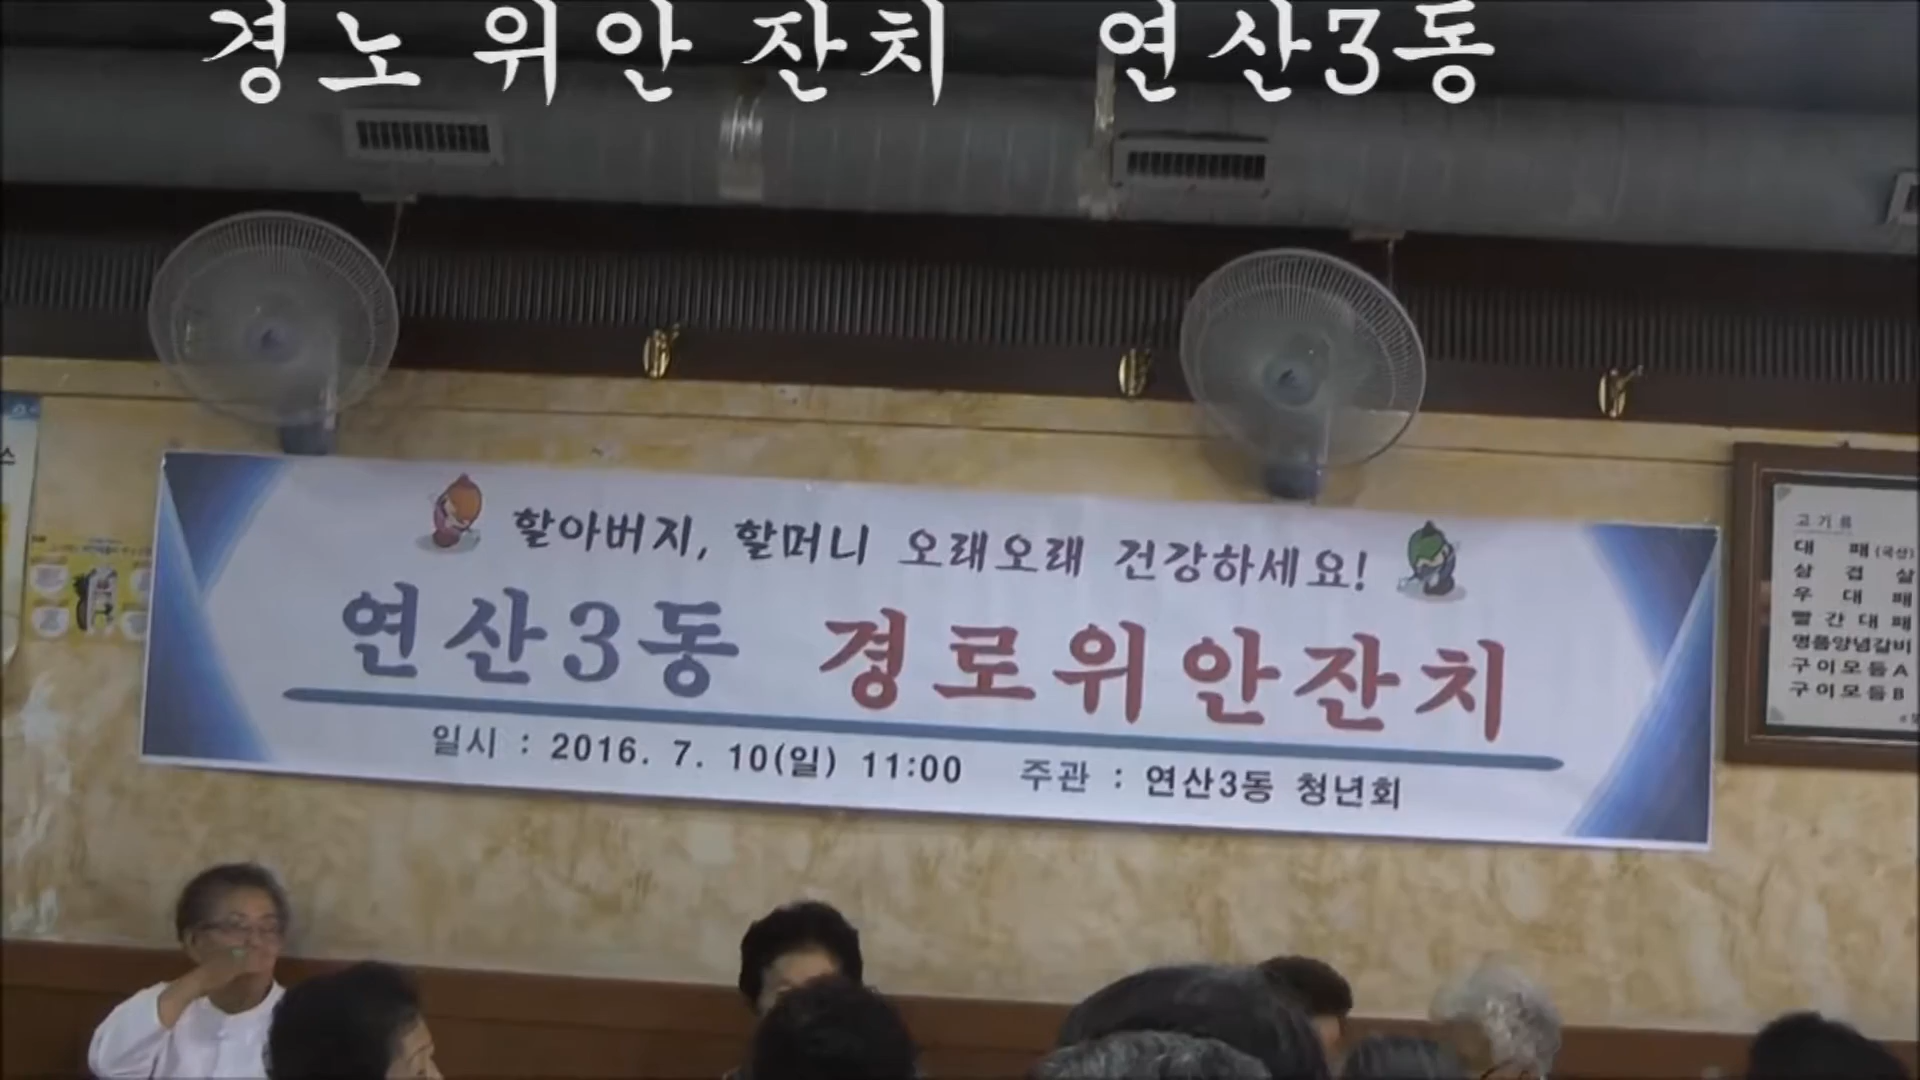 경노 위안 잔치 연산3동
할아버지, 할머니 오래오래 건강하세요!
연산3동 경로위안잔치
일시 : 2016. 7. 10(일) 11:00 주관 : 연산3동 청년회
스
고기류
대 패 (국산)
삼 겹 살
우 대 패
빨간대패
명품양념갈비
구이모듬A
구이모듬B